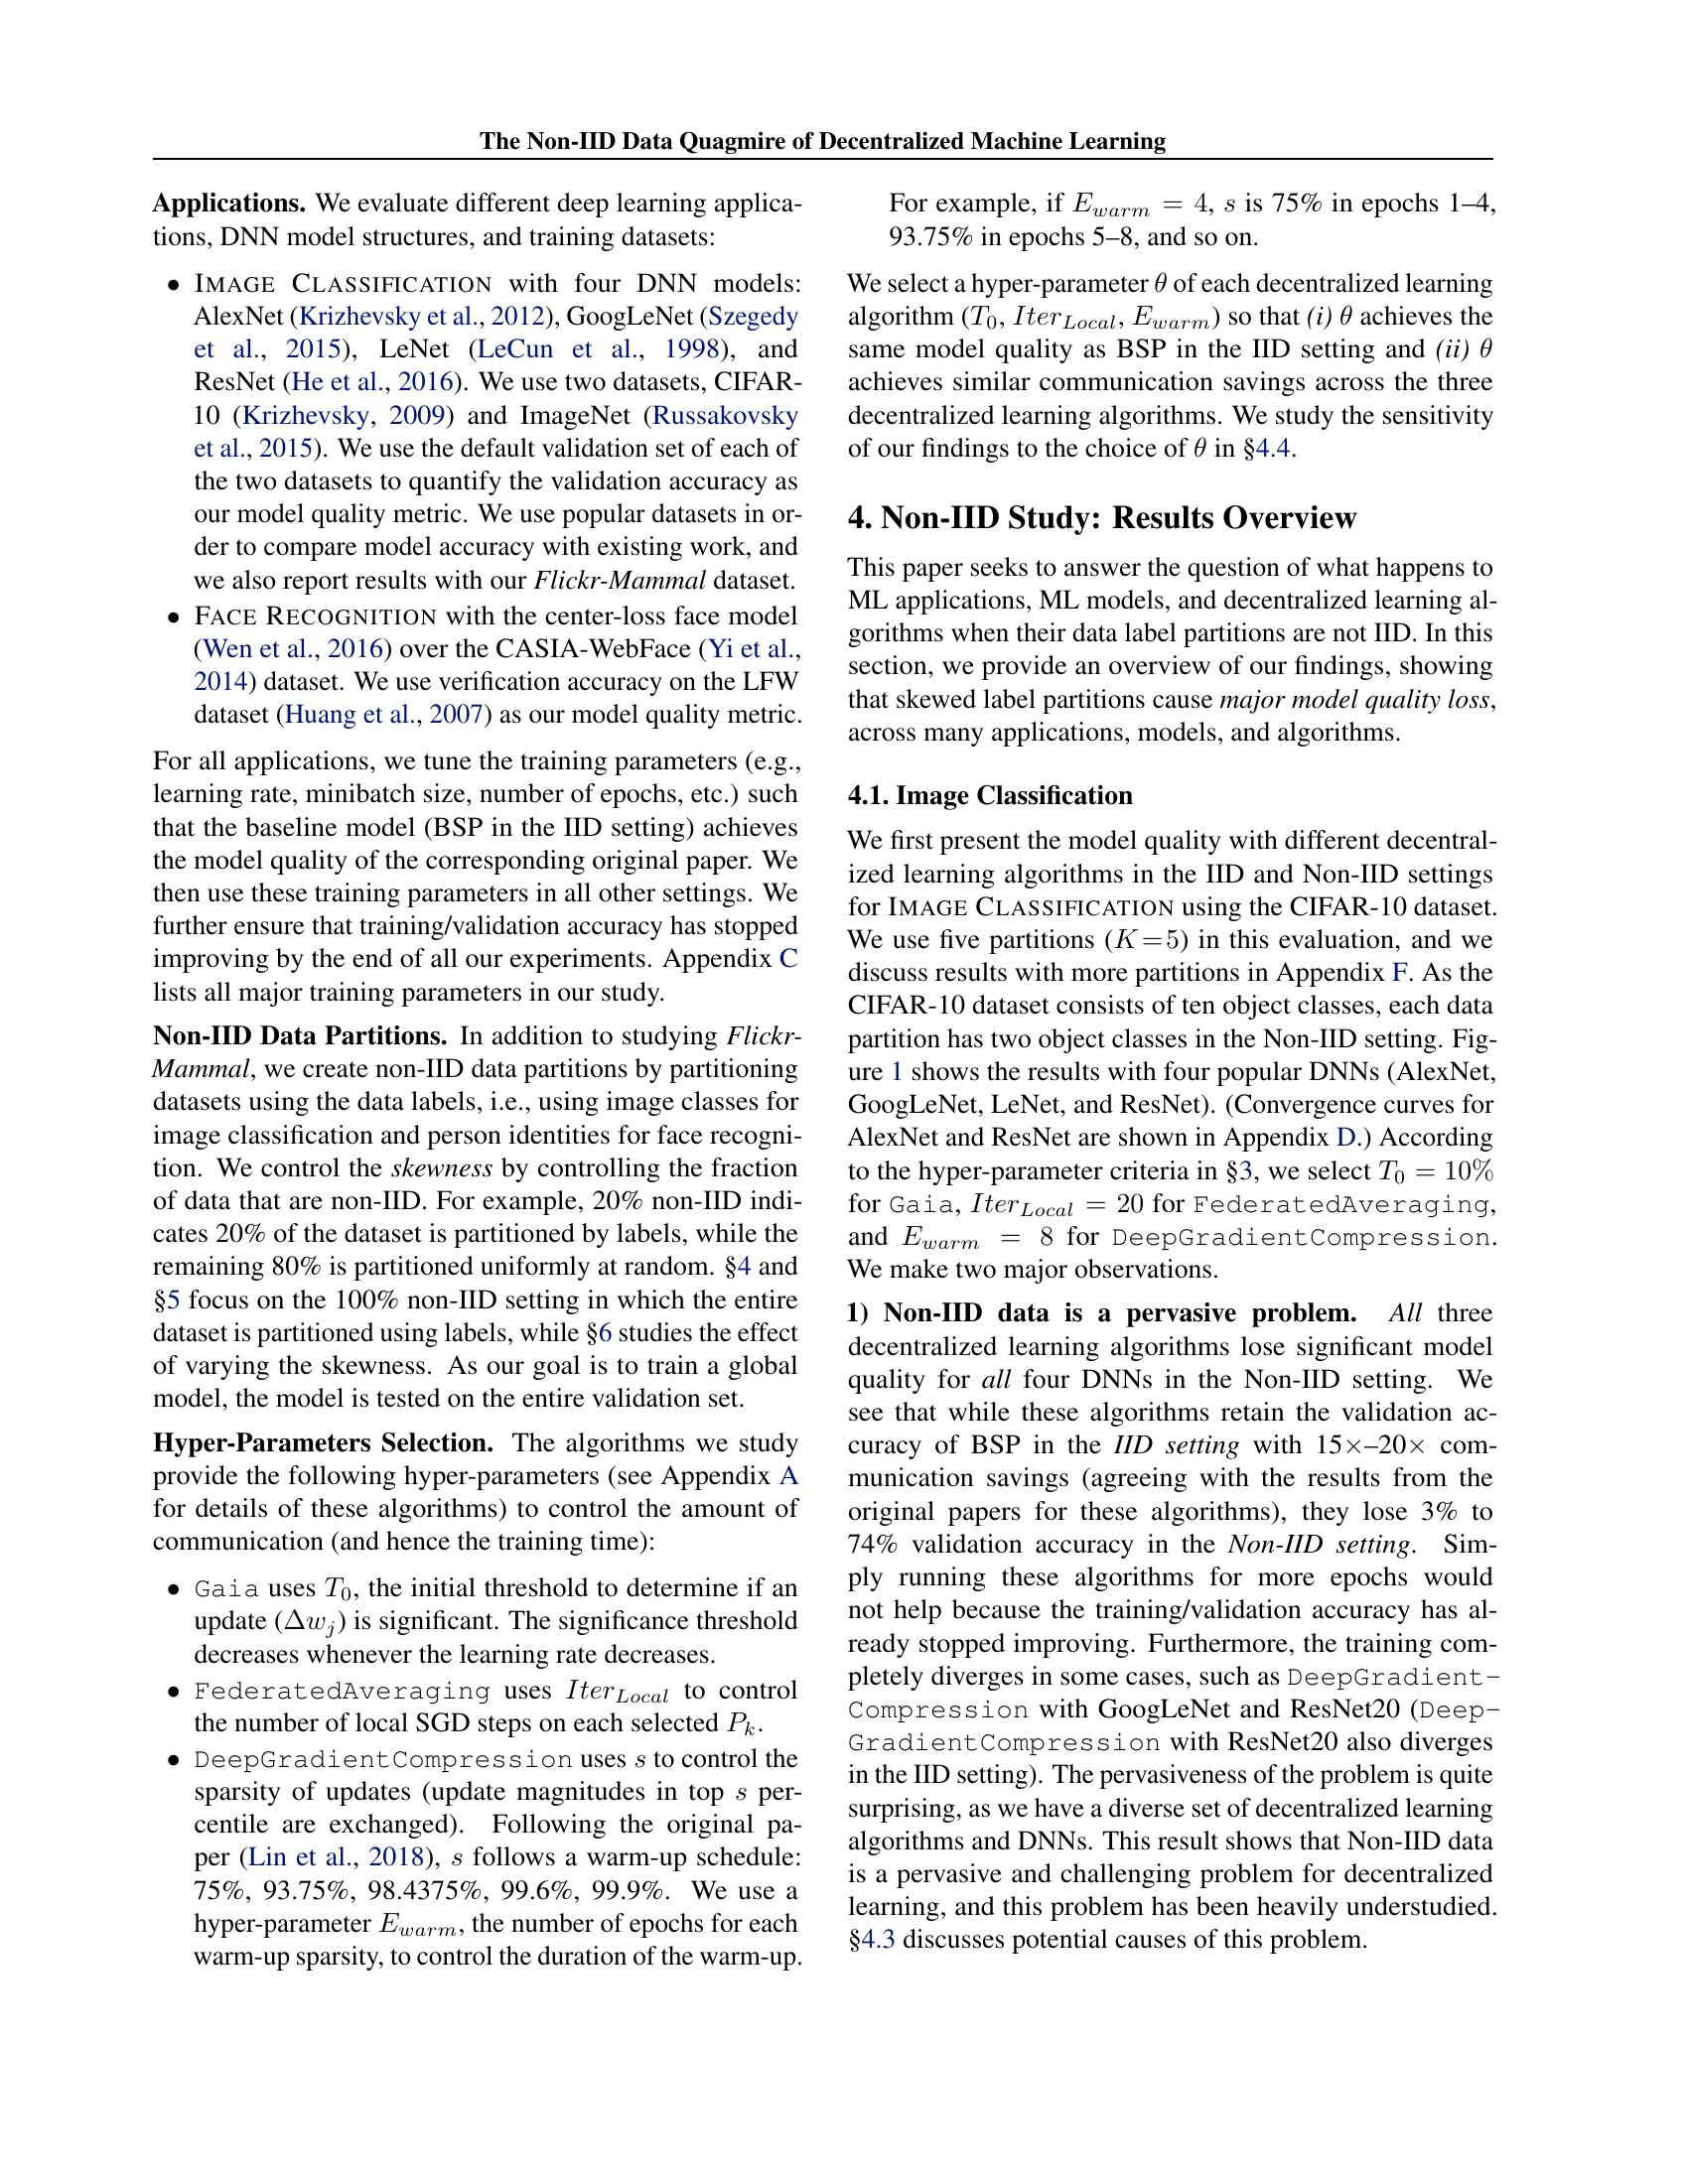 The Non-IID Data Quagmire of Decentralized Machine Learning
Applications. We evaluate different deep learning applica-
tions, DNN model structures, and training datasets:
• IMAGE CLASSIFICATION with four DNN models:
AlexNet (Krizhevsky et al., 2012), GoogLeNet (Szegedy
et al., 2015), LeNet (LeCun et al., 1998), and
ResNet (He et al., 2016). We use two datasets, CIFAR-
10 (Krizhevsky, 2009) and ImageNet (Russakovsky
et al., 2015). We use the default validation set of each of
the two datasets to quantify the validation accuracy as
our model quality metric. We use popular datasets in or-
der to compare model accuracy with existing work, and
we also report results with our Flickr-Mammal dataset.
• FACE RECOGNITION with the center-loss face model
(Wen et al., 2016) over the CASIA-WebFace (Yi et al.,
2014) dataset. We use verification accuracy on the LFW
dataset (Huang et al., 2007) as our model quality metric.
For all applications, we tune the training parameters (e.g.,
learning rate, minibatch size, number of epochs, etc.) such
that the baseline model (BSP in the IID setting) achieves
the model quality of the corresponding original paper. We
then use these training parameters in all other settings. We
further ensure that training/validation accuracy has stopped
improving by the end of all our experiments. Appendix C
lists all major training parameters in our study.
Non-IID Data Partitions. In addition to studying Flickr-
Mammal, we create non-IID data partitions by partitioning
datasets using the data labels, i.e., using image classes for
image classification and person identities for face recogni-
tion. We control the skewness by controlling the fraction
of data that are non-IID. For example, 20% non-IID indi-
cates 20% of the dataset is partitioned by labels, while the
remaining 80% is partitioned uniformly at random. §4 and
§5 focus on the 100% non-IID setting in which the entire
dataset is partitioned using labels, while §6 studies the effect
of varying the skewness. As our goal is to train a global
model, the model is tested on the entire validation set.
Hyper-Parameters Selection. The algorithms we study
provide the following hyper-parameters (see Appendix A
for details of these algorithms) to control the amount of
communication (and hence the training time):
• Gaia uses T₀, the initial threshold to determine if an
update (Δwⱼ) is significant. The significance threshold
decreases whenever the learning rate decreases.
• FederatedAveraging uses Iter_Local to control
the number of local SGD steps on each selected Pₖ.
• DeepGradientCompression uses s to control the
sparsity of updates (update magnitudes in top s per-
centile are exchanged). Following the original pa-
per (Lin et al., 2018), s follows a warm-up schedule:
75%, 93.75%, 98.4375%, 99.6%, 99.9%. We use a
hyper-parameter E_warm, the number of epochs for each
warm-up sparsity, to control the duration of the warm-up.
For example, if E_warm = 4, s is 75% in epochs 1–4,
93.75% in epochs 5–8, and so on.
We select a hyper-parameter θ of each decentralized learning
algorithm (T₀, Iter_Local, E_warm) so that (i) θ achieves the
same model quality as BSP in the IID setting and (ii) θ
achieves similar communication savings across the three
decentralized learning algorithms. We study the sensitivity
of our findings to the choice of θ in §4.4.
4. Non-IID Study: Results Overview
This paper seeks to answer the question of what happens to
ML applications, ML models, and decentralized learning al-
gorithms when their data label partitions are not IID. In this
section, we provide an overview of our findings, showing
that skewed label partitions cause major model quality loss,
across many applications, models, and algorithms.
4.1. Image Classification
We first present the model quality with different decentral-
ized learning algorithms in the IID and Non-IID settings
for IMAGE CLASSIFICATION using the CIFAR-10 dataset.
We use five partitions (K = 5) in this evaluation, and we
discuss results with more partitions in Appendix F. As the
CIFAR-10 dataset consists of ten object classes, each data
partition has two object classes in the Non-IID setting. Fig-
ure 1 shows the results with four popular DNNs (AlexNet,
GoogLeNet, LeNet, and ResNet). (Convergence curves for
AlexNet and ResNet are shown in Appendix D.) According
to the hyper-parameter criteria in §3, we select T₀ = 10%
for Gaia, Iter_Local = 20 for FederatedAveraging,
and E_warm = 8 for DeepGradientCompression.
We make two major observations.
1) Non-IID data is a pervasive problem. All three
decentralized learning algorithms lose significant model
quality for all four DNNs in the Non-IID setting. We
see that while these algorithms retain the validation ac-
curacy of BSP in the IID setting with 15×–20× com-
munication savings (agreeing with the results from the
original papers for these algorithms), they lose 3% to
74% validation accuracy in the Non-IID setting. Sim-
ply running these algorithms for more epochs would
not help because the training/validation accuracy has al-
ready stopped improving. Furthermore, the training com-
pletely diverges in some cases, such as DeepGradient-
Compression with GoogLeNet and ResNet20 (Deep-
GradientCompression with ResNet20 also diverges
in the IID setting). The pervasiveness of the problem is quite
surprising, as we have a diverse set of decentralized learning
algorithms and DNNs. This result shows that Non-IID data
is a pervasive and challenging problem for decentralized
learning, and this problem has been heavily understudied.
§4.3 discusses potential causes of this problem.